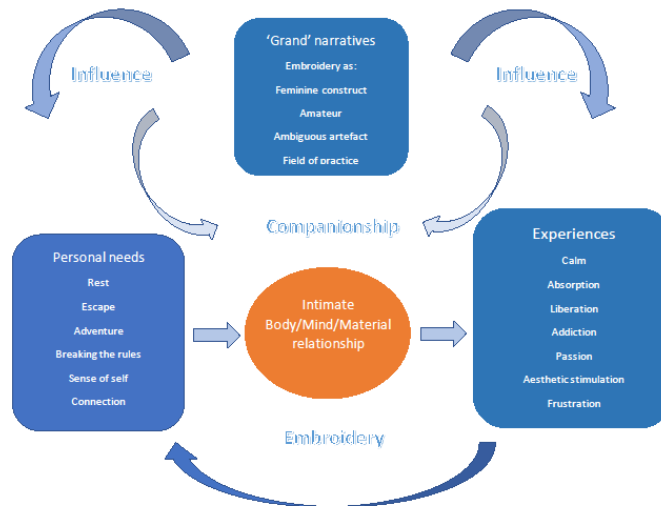 ‘Grand’ narratives
Embroidery as:
Feminine construct
Amateur
Ambiguous artefact
Field of practice
Influence
Influence
Companionship
Personal needs
Rest
Escape
Adventure
Breaking the rules
Sense of self
Connection
Intimate
Body/Mind/Material
relationship
Experiences
Calm
Absorption
Liberation
Addiction
Passion
Aesthetic stimulation
Frustration
Embroidery